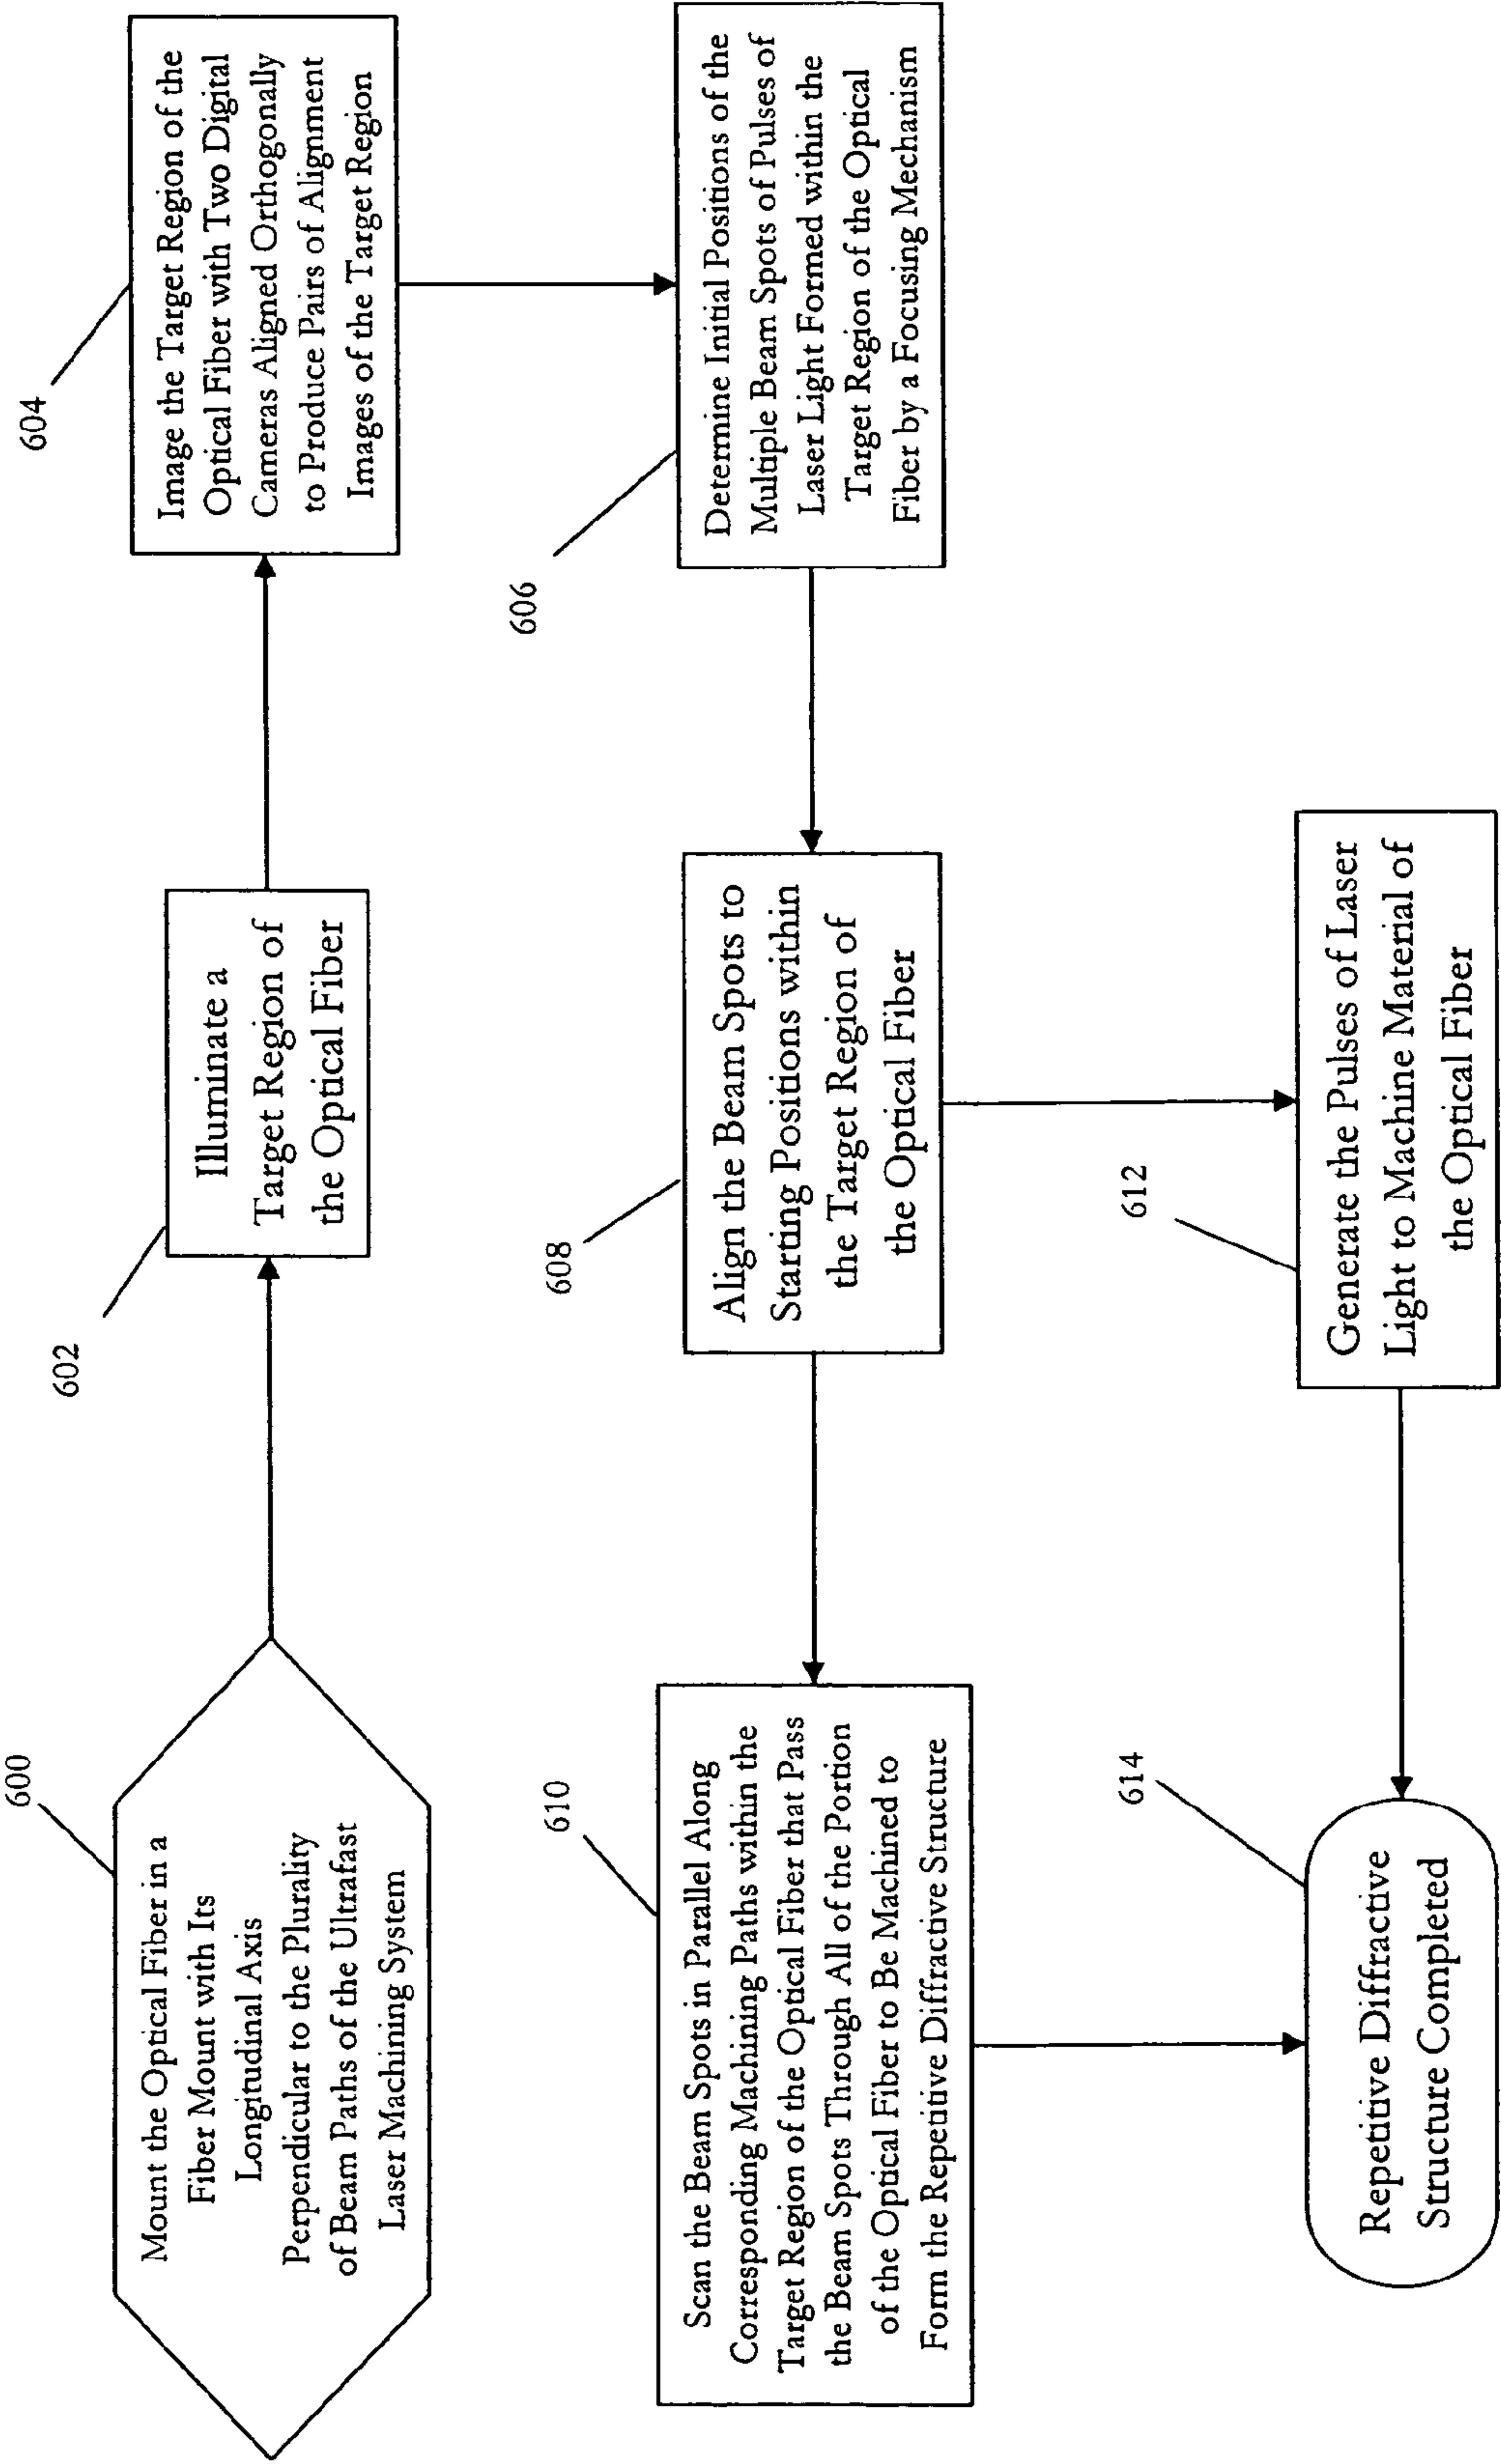 600
Mount the Optical Fiber in a
Fiber Mount with Its
Longitudinal Axis
Perpendicular to the Plurality
of Beam Paths of the Ultrafast
Laser Machining System
602
Illuminate a
Target Region of
the Optical Fiber
604
Image the Target Region of the
Optical Fiber with Two Digital
Cameras Aligned Orthogonally
to Produce Pairs of Alignment
Images of the Target Region
606
Determine Initial Positions of the
Multiple Beam Spots of Pulses of
Laser Light Formed within the
Target Region of the Optical
Fiber by a Focusing Mechanism
608
Align the Beam Spots to
Starting Positions within
the Target Region of
the Optical Fiber
610
Scan the Beam Spots in Parallel Along
Corresponding Machining Paths within the
Target Region of the Optical Fiber that Pass
the Beam Spots Through All of the Portion
of the Optical Fiber to Be Machined to
Form the Repetitive Diffractive Structure
612
Generate the Pulses of Laser
Light to Machine Material of
the Optical Fiber
614
Repetitive Diffractive
Structure Completed